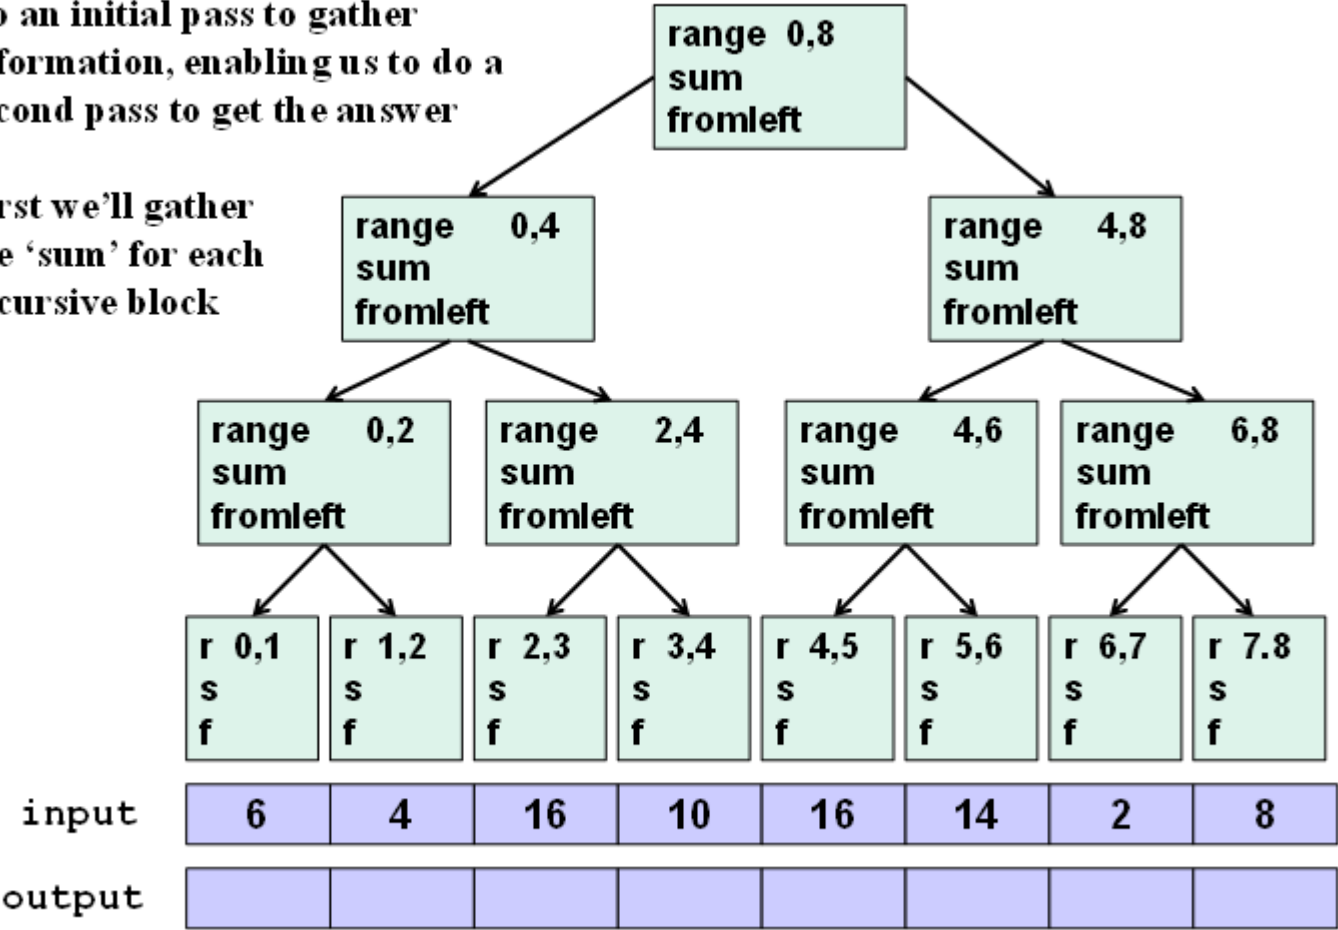 an initial pass to gather
formation, enabling us to do a
cond pass to get the answer
rst we'll gather
e ‘sum’ for each
cursive block
range 0,8
sum
fromleft
range 0,4
sum
fromleft
range 4,8
sum
fromleft
range 0,2
sum
fromleft
range 2,4
sum
fromleft
range 4,6
sum
fromleft
range 6,8
sum
fromleft
r 0,1
s
f
r 1,2
s
f
r 2,3
s
f
r 3,4
s
f
r 4,5
s
f
r 5,6
s
f
r 6,7
s
f
r 7.8
s
f
input 6 4 16 10 16 14 2 8
output